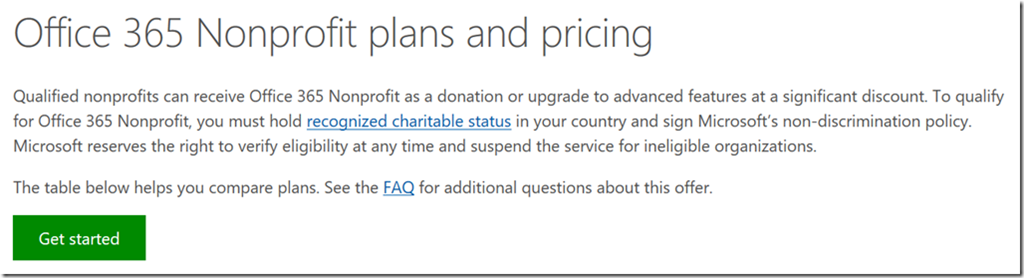 Office 365 Nonprofit plans and pricing
Qualified nonprofits can receive Office 365 Nonprofit as a donation or upgrade to advanced features at a significant discount. To qualify
for Office 365 Nonprofit, you must hold recognized charitable status in your country and sign Microsoft's non-discrimination policy.
Microsoft reserves the right to verify eligibility at any time and suspend the service for ineligible organizations.
The table below helps you compare plans. See the FAQ for additional questions about this offer.
Get started